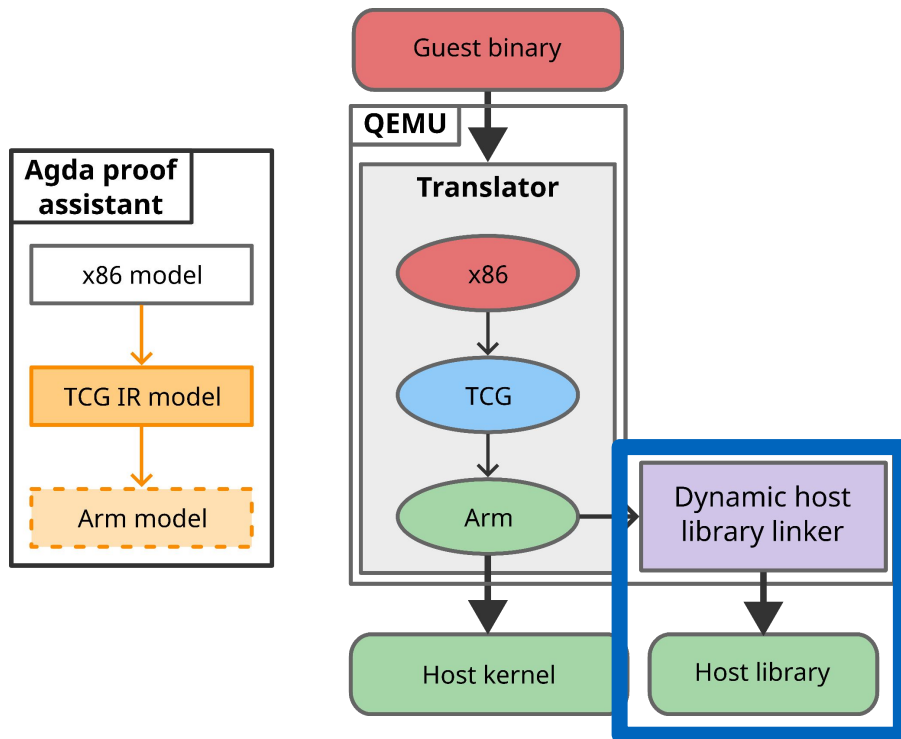 Guest binary
QEMU
Agda proof
assistant
Translator
x86 model
x86
TCG IR model
TCG
Arm model
Arm
Dynamic host
library linker
Host kernel
Host library